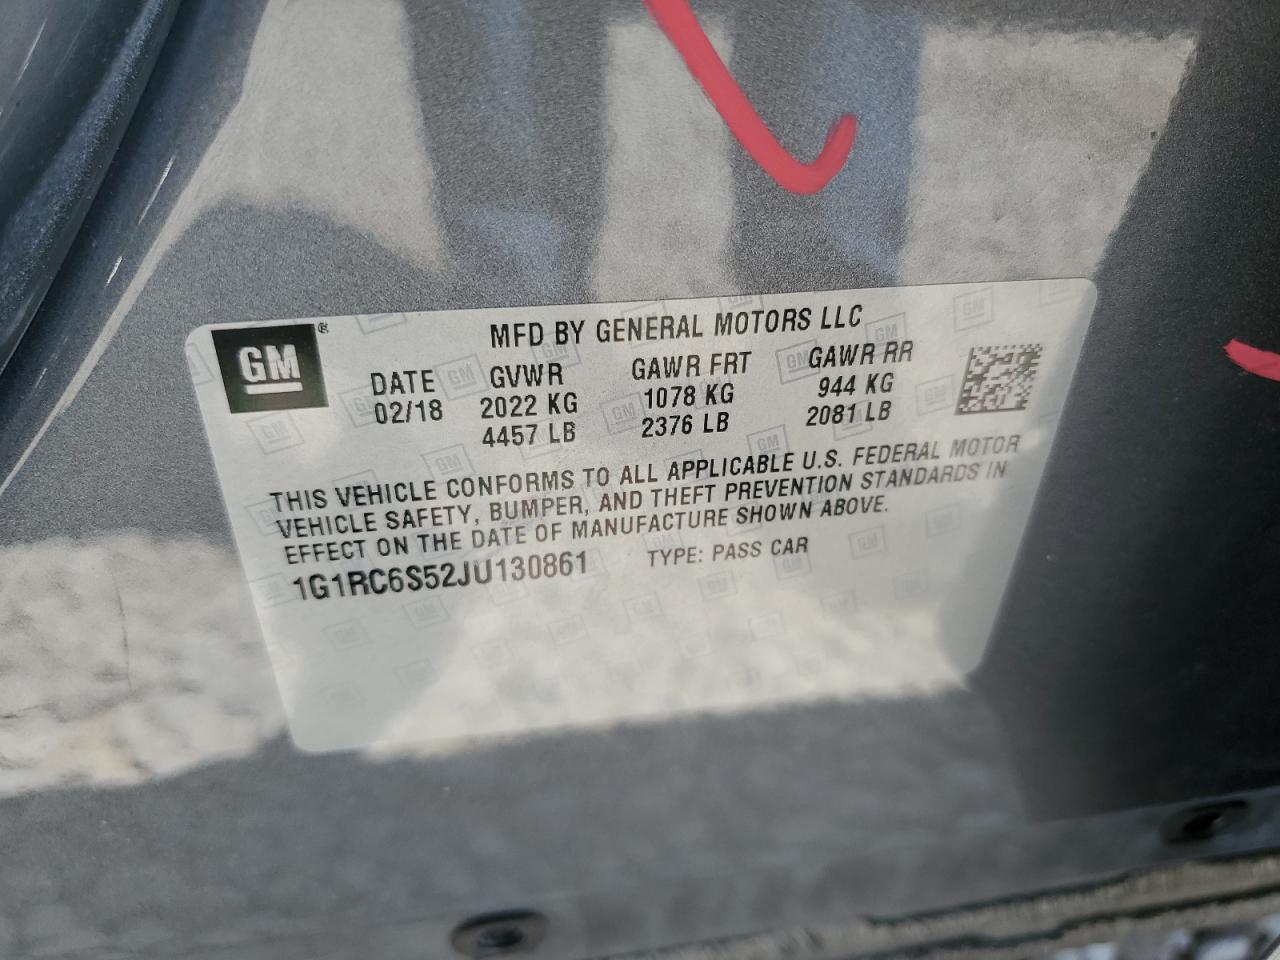 GM ®
MFD BY GENERAL MOTORS LLC
DATE GVWR GAWR FRT GAWR RR
02/18 2022 KG 1078 KG 944 KG
4457 LB 2376 LB 2081 LB
THIS VEHICLE CONFORMS TO ALL APPLICABLE U.S. FEDERAL MOTOR
VEHICLE SAFETY, BUMPER, AND THEFT PREVENTION STANDARDS IN
EFFECT ON THE DATE OF MANUFACTURE SHOWN ABOVE.
1G1RC6S52JU130861 TYPE: PASS CAR